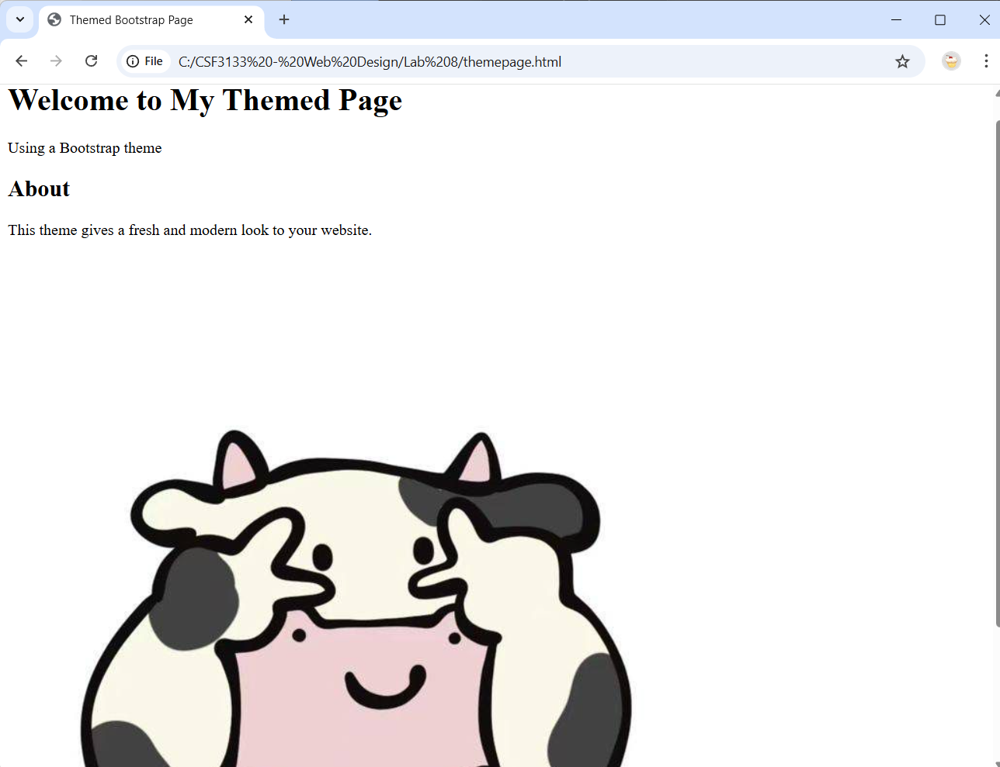 Themed Bootstrap Page
File
C:/CSF3133%20-%20Web%20Design/Lab%208/themepage.html
Welcome to My Themed Page
Using a Bootstrap theme
About
This theme gives a fresh and modern look to your website.